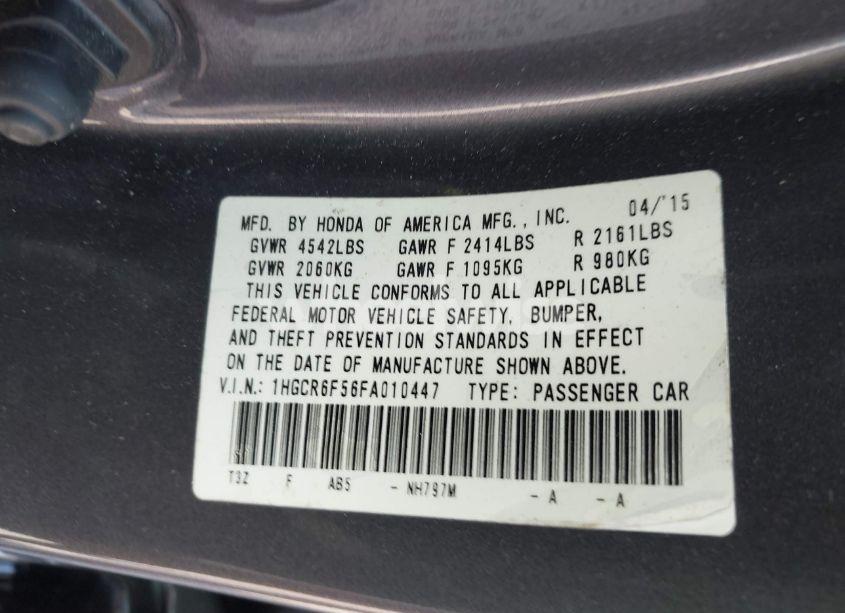 04/'15
MFD. BY HONDA OF AMERICA MFG., INC.
GVWR 4542LBS GAWR F 2414LBS R 2161LBS
GVWR 2060KG GAWR F 1095KG R 980KG
THIS VEHICLE CONFORMS TO ALL APPLICABLE
FEDERAL MOTOR VEHICLE SAFETY, BUMPER,
AND THEFT PREVENTION STANDARDS IN EFFECT
ON THE DATE OF MANUFACTURE SHOWN ABOVE.
V.I.N.: 1HGCR6F56FA010447 TYPE: PASSENGER CAR
T3Z F AB5 - NH797M - A - A